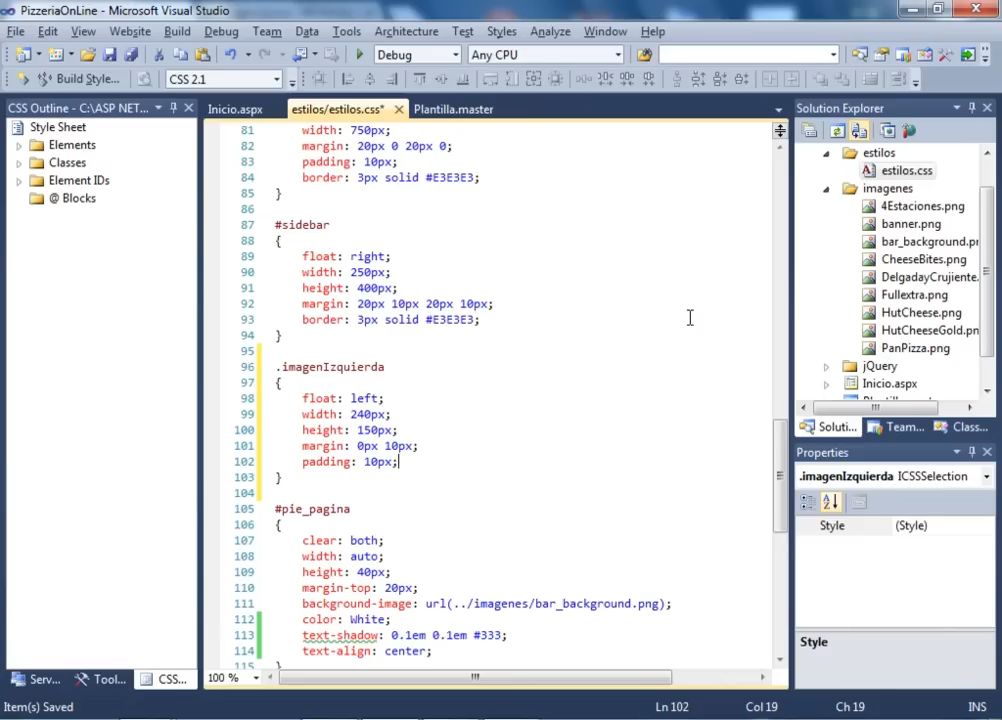 PizzeriaOnLine - Microsoft Visual Studio
File Edit View Website Build Debug Team Data Tools Architecture Test Styles Analyze Window Help
Debug Any CPU
Build Style... CSS 2.1
CSS Outline - C:\ASP NET...
Style Sheet
Elements
Classes
Element IDs
@ Blocks
Serv... Tool... CSS...
Inicio.aspx estilos/estilos.css* Plantilla.master
81 width: 750px;
82 margin: 20px 0 20px 0;
83 padding: 10px;
84 border: 3px solid #E3E3E3;
85 }
86
87 #sidebar
88 {
89 float: right;
90 width: 250px;
91 height: 400px;
92 margin: 20px 10px 20px 10px;
93 border: 3px solid #E3E3E3;
94 }
95
96 .imagenIzquierda
97 {
98 float: left;
99 width: 240px;
100 height: 150px;
101 margin: 0px 10px;
102 padding: 10px;
103 }
104
105 #pie_pagina
106 {
107 clear: both;
108 width: auto;
109 height: 40px;
110 margin-top: 20px;
111 background-image: url(../imagenes/bar_background.png);
112 color: White;
113 text-shadow: 0.1em 0.1em #333;
114 text-align: center;
115 }
100 %
Solution Explorer
estilos
estilos.css
imagenes
4Estaciones.png
banner.png
bar_background.pn
CheeseBites.png
DelgadayCrujiente.
Fullextra.png
HutCheese.png
HutCheeseGold.pn
PanPizza.png
jQuery
Inicio.aspx
Soluti... Team... Class...
Properties
.imagenIzquierda ICSSSelection
Style (Style)
Style
Item(s) Saved Ln 102 Col 19 Ch 19 INS